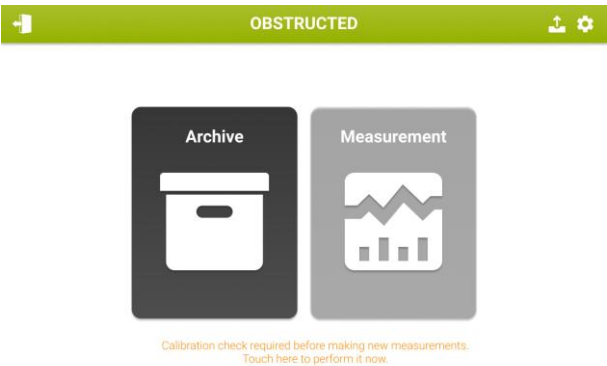 OBSTRUCTED
Archive
Measurement
Calibration check required before making new measurements.
Touch here to perform it now.